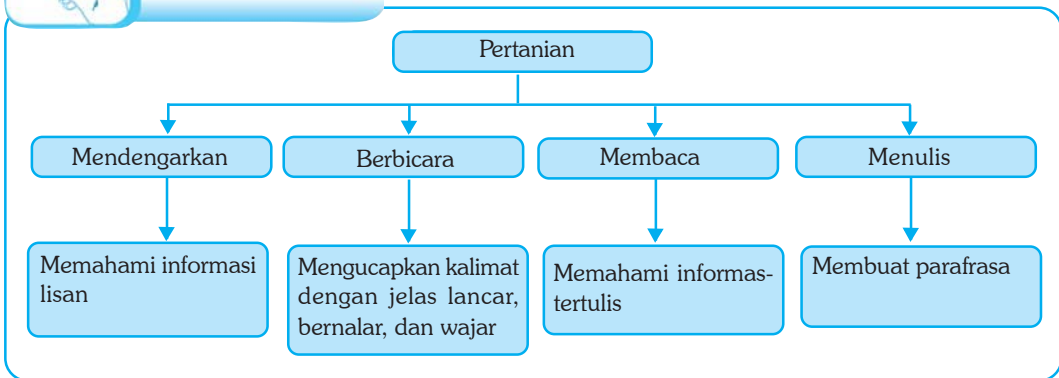 Pertanian
Mendengarkan
Berbicara
Membaca
Menulis
Memahami informasi
lisan
Mengucapkan kalimat
dengan jelas lancar,
bernalar, dan wajar
Memahami informas-
tertulis
Membuat parafrasa